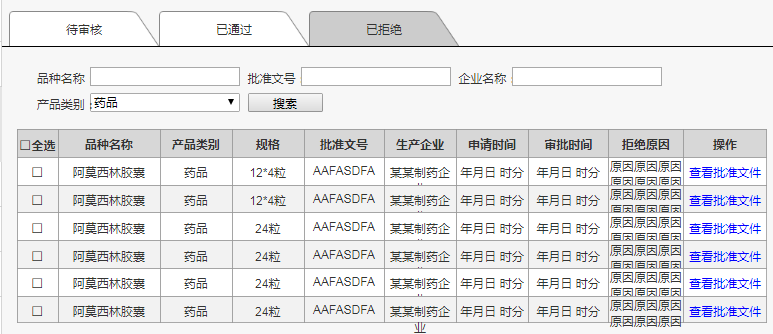 待审核 已通过 已拒绝
品种名称 批准文号 企业名称：
产品类别：药品 搜索
全选 品种名称 产品类别 规格 批准文号 生产企业 申请时间 审批时间 拒绝原因 操作
阿莫西林胶囊 药品 12*4粒 AAFASDFA 某某制药企业 年月日 时分 年月日 时分 原因原因原因原因原因原因 查看批准文件
阿莫西林胶囊 药品 12*4粒 AAFASDFA 某某制药企业 年月日 时分 年月日 时分 原因原因原因原因原因原因 查看批准文件
阿莫西林胶囊 药品 24粒 AAFASDFA 某某制药企业 年月日 时分 年月日 时分 原因原因原因原因原因原因 查看批准文件
阿莫西林胶囊 药品 24粒 AAFASDFA 某某制药企业 年月日 时分 年月日 时分 原因原因原因原因原因原因 查看批准文件
阿莫西林胶囊 药品 24粒 AAFASDFA 某某制药企业 年月日 时分 年月日 时分 原因原因原因原因原因原因 查看批准文件
阿莫西林胶囊 药品 24粒 AAFASDFA 某某制药企业 年月日 时分 年月日 时分 原因原因原因原因原因原因 查看批准文件